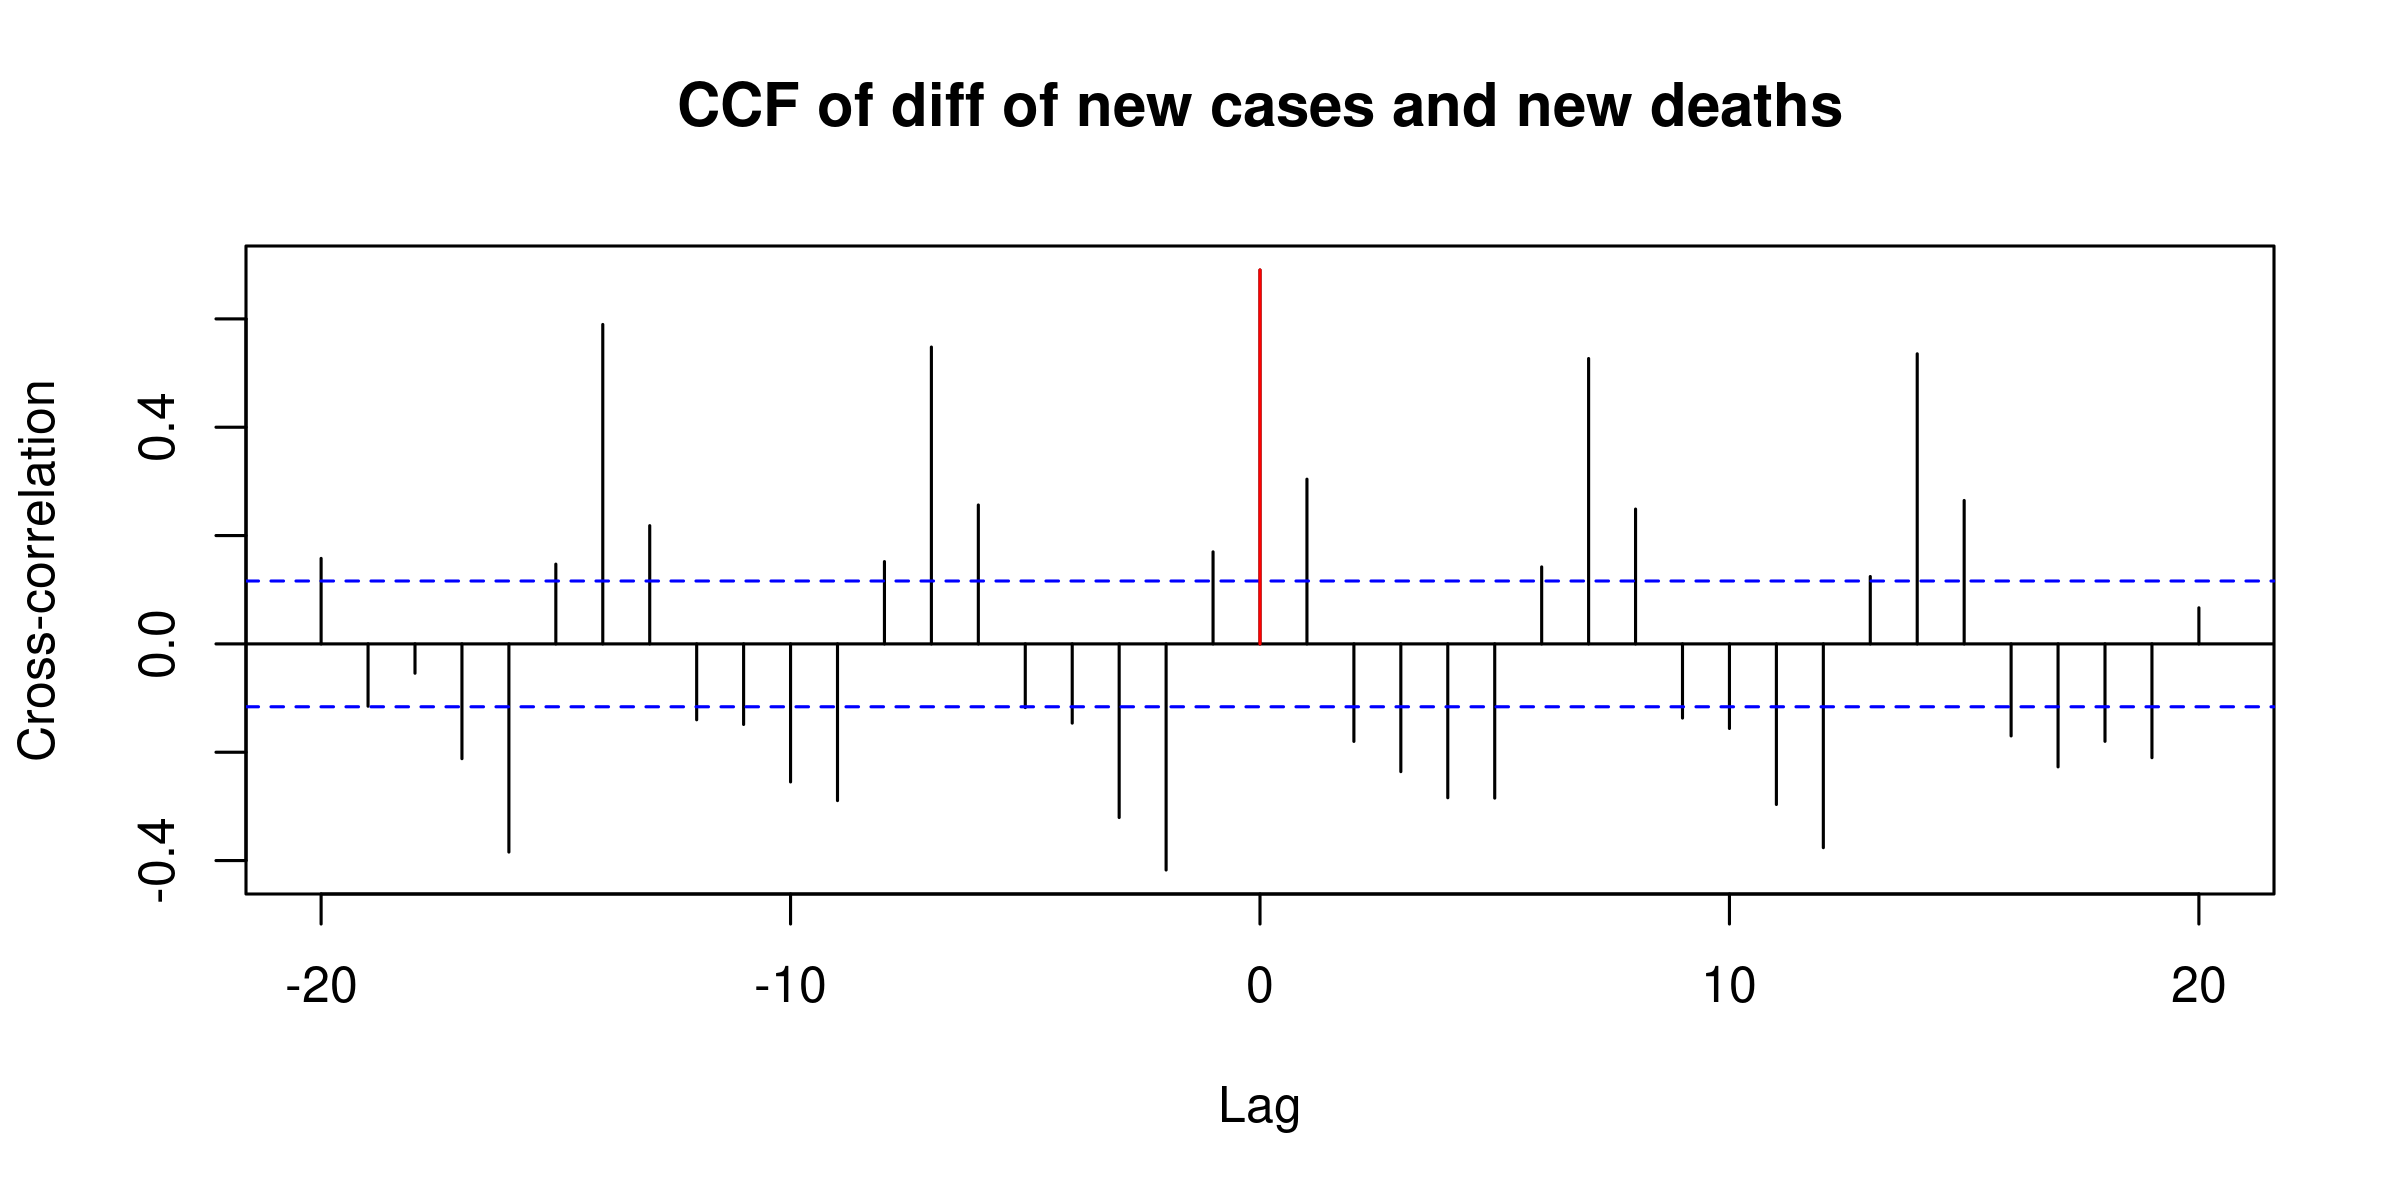 CCF of diff of new cases and new deaths
Cross-correlation
0.4
0.0
-0.4
-20 -10 0 10 20
Lag